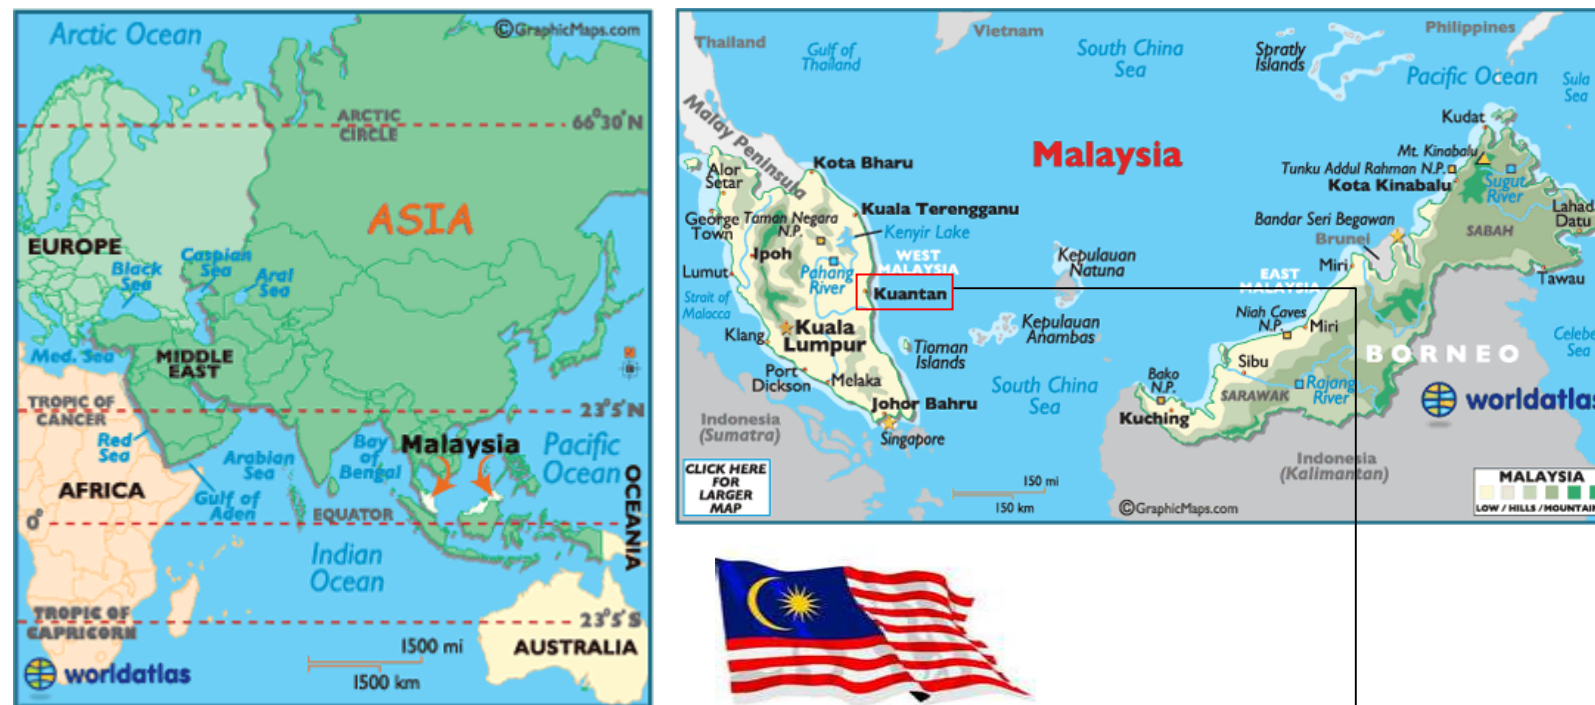 ©GraphicMaps.com
Arctic Ocean
ARCTIC
CIRCLE
66°30'N
ASIA
EUROPE
Black
Sea
Caspian
Sea
Aral
Sea
Med. Sea
MIDDLE
EAST
TROPIC OF
CANCER
23°5'N
Red
Sea
Arabian
Sea
Bay
of
Bengal
Malaysia
Pacific
Ocean
AFRICA
Gulf of
Aden
OCEANIA
0°
EQUATOR
Indian
Ocean
TROPIC OF
CAPRICORN
23°5'S
1500 mi
1500 km
AUSTRALIA
worldatlas
Thailand
Gulf of
Thailand
Vietnam
South China
Sea
Spratly
Islands
Philippines
Pacific Ocean
Sulu
Sea
Malay Peninsula
Malaysia
Kudat
Mt. Kinabalu
Tunku Addul Rahman N.P.
Kota Kinabalu
Sugut
River
Lahad
Datu
Bandar Seri Begawan
Brunei
SABAH
Miri
Tawau
Alor
Setar
Kota Bharu
George
Town
Taman Negara
N.P.
Kuala Terengganu
Kenyir Lake
Ipoh
WEST
MALAYSIA
Lumut
Pahang
River
Kuantan
Kepulauan
Natuna
EAST
MALAYSIA
Strait of
Malacca
Klang
Kuala
Lumpur
Tioman
Islands
Kepulauan
Anambas
Niah Caves
N.P.
Miri
Celebes
Sea
Port
Dickson
Melaka
South China
Sea
Sibu
BORNEO
Bako
N.P.
SARAWAK
Rajang
River
worldatlas
Johor Bahru
Kuching
Indonesia
(Sumatra)
Singapore
Indonesia
(Kalimantan)
CLICK HERE
FOR
LARGER
MAP
150 mi
150 km
©GraphicMaps.com
MALAYSIA
LOW / HILLS / MOUNTAINS